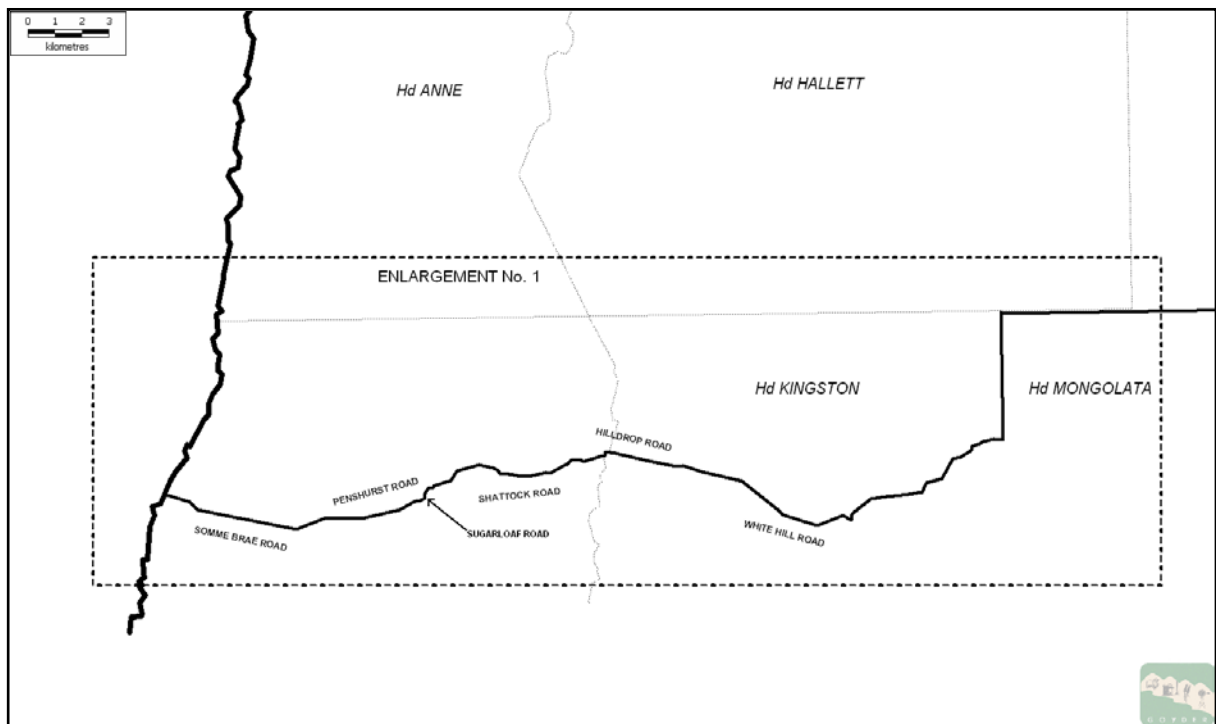 0 1 2 3
kilometres
Hd ANNE
Hd HALLETT
ENLARGEMENT No. 1
Hd KINGSTON
Hd MONGOLATA
HILLDROP ROAD
PENSHURST ROAD
SHATTOCK ROAD
SOMME BRAE ROAD
SUGARLOAF ROAD
WHITE HILL ROAD
GOYDER